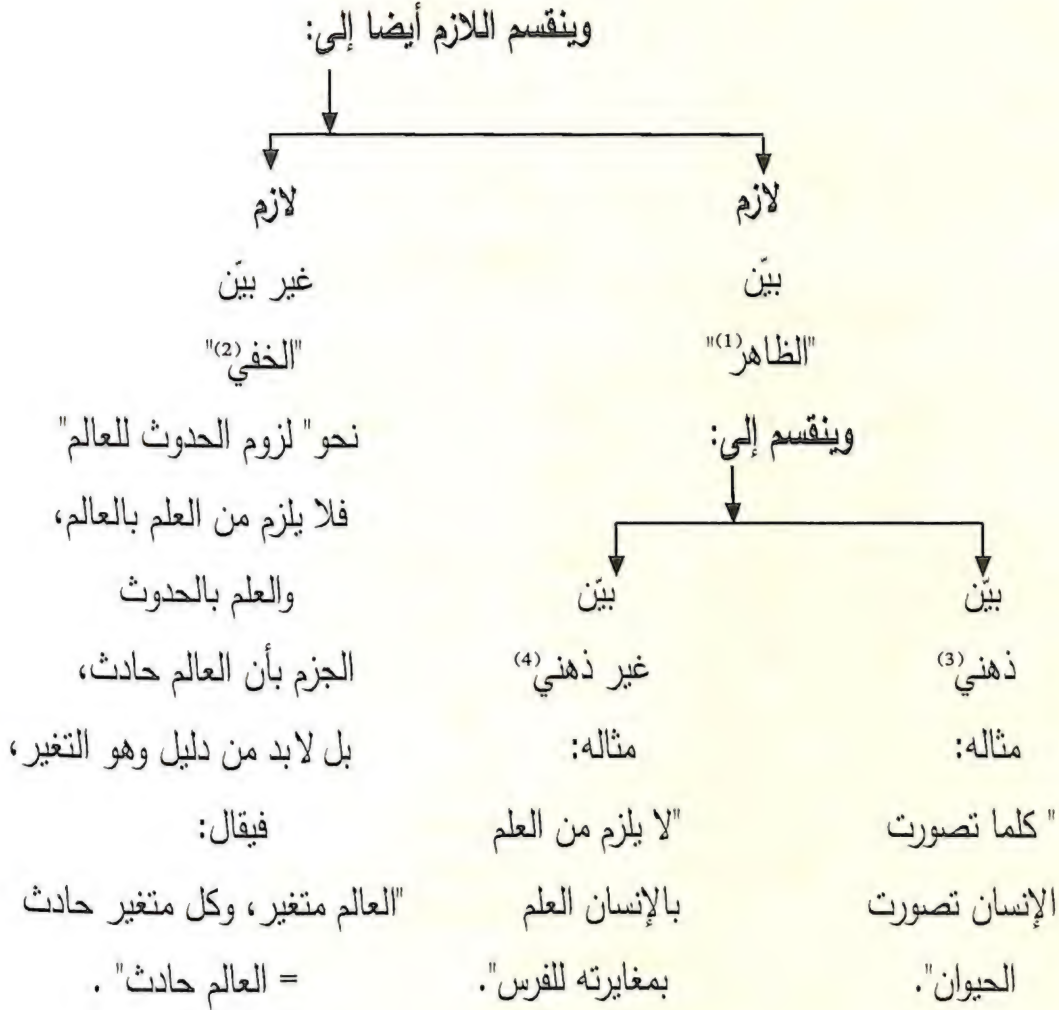 وينقسم اللازم أيضا إلى:
لازم
بيّن
"الظاهر(1)"
وينقسم إلى:
بيّن
ذهني(3)
مثاله:
" كلما تصورت
الإنسان تصورت
الحيوان".
بيّن
غير ذهني(4)
مثاله:
"لا يلزم من العلم
بالإنسان العلم
بمغايرته للفرس".
لازم
غير بيّن
"الخفي(2)"
نحو" لزوم الحدوث للعالم"
فلا يلزم من العلم بالعالم،
والعلم بالحدوث
الجزم بأن العالم حادث،
بل لابد من دليل وهو التغير،
فيقال:
"العالم متغير، وكل متغير حادث
= العالم حادث" .